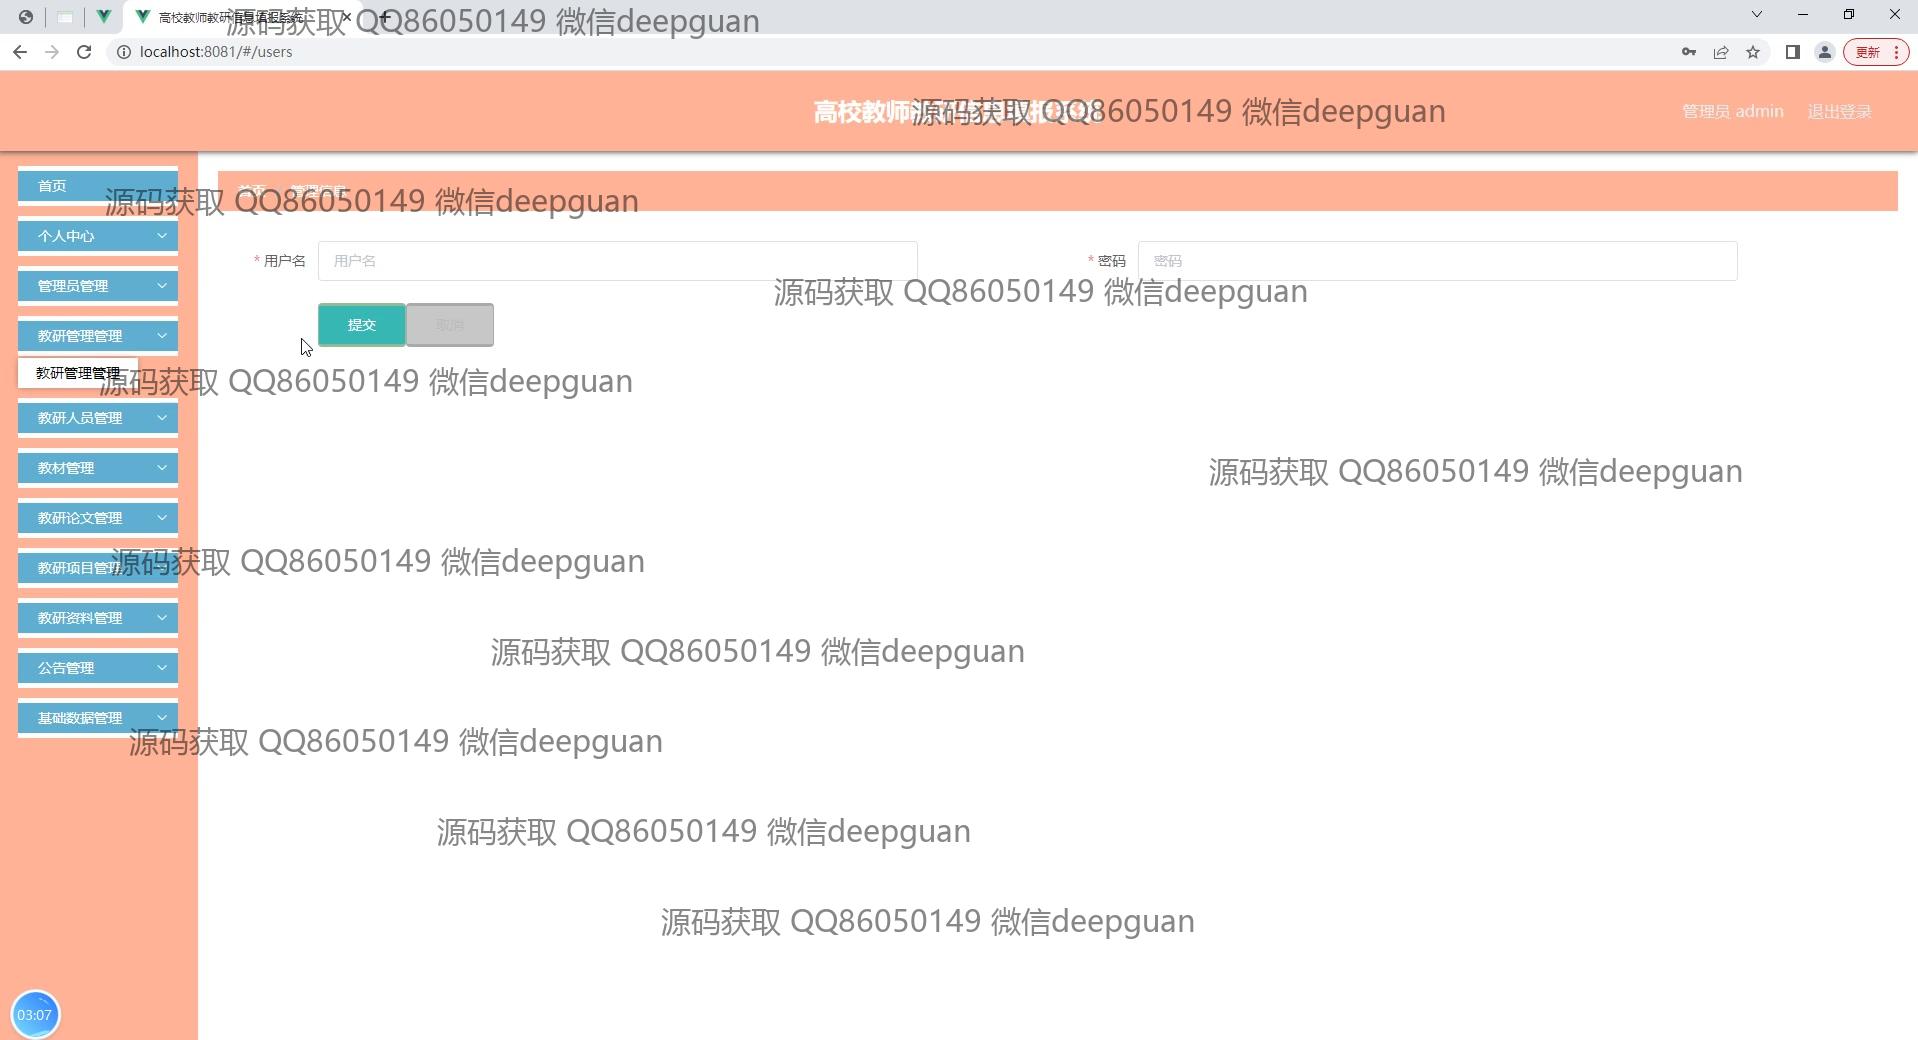 高校教师教研信息填报系统
源码获取 QQ86050149 微信deepguan
localhost:8081/#/users
更新
高校教师
源码获取 QQ86050149 微信deepguan
管理员 admin
退出登录
首页
首页
管理信息
源码获取 QQ86050149 微信deepguan
个人中心
* 用户名
用户名
* 密码
密码
管理员管理
源码获取 QQ86050149 微信deepguan
教研管理管理
提交
取消
教研管理管理
源码获取 QQ86050149 微信deepguan
教研人员管理
教材管理
源码获取 QQ86050149 微信deepguan
教研论文管理
教研项目管理
源码获取 QQ86050149 微信deepguan
教研资料管理
源码获取 QQ86050149 微信deepguan
公告管理
基础数据管理
源码获取 QQ86050149 微信deepguan
源码获取 QQ86050149 微信deepguan
源码获取 QQ86050149 微信deepguan
03:07